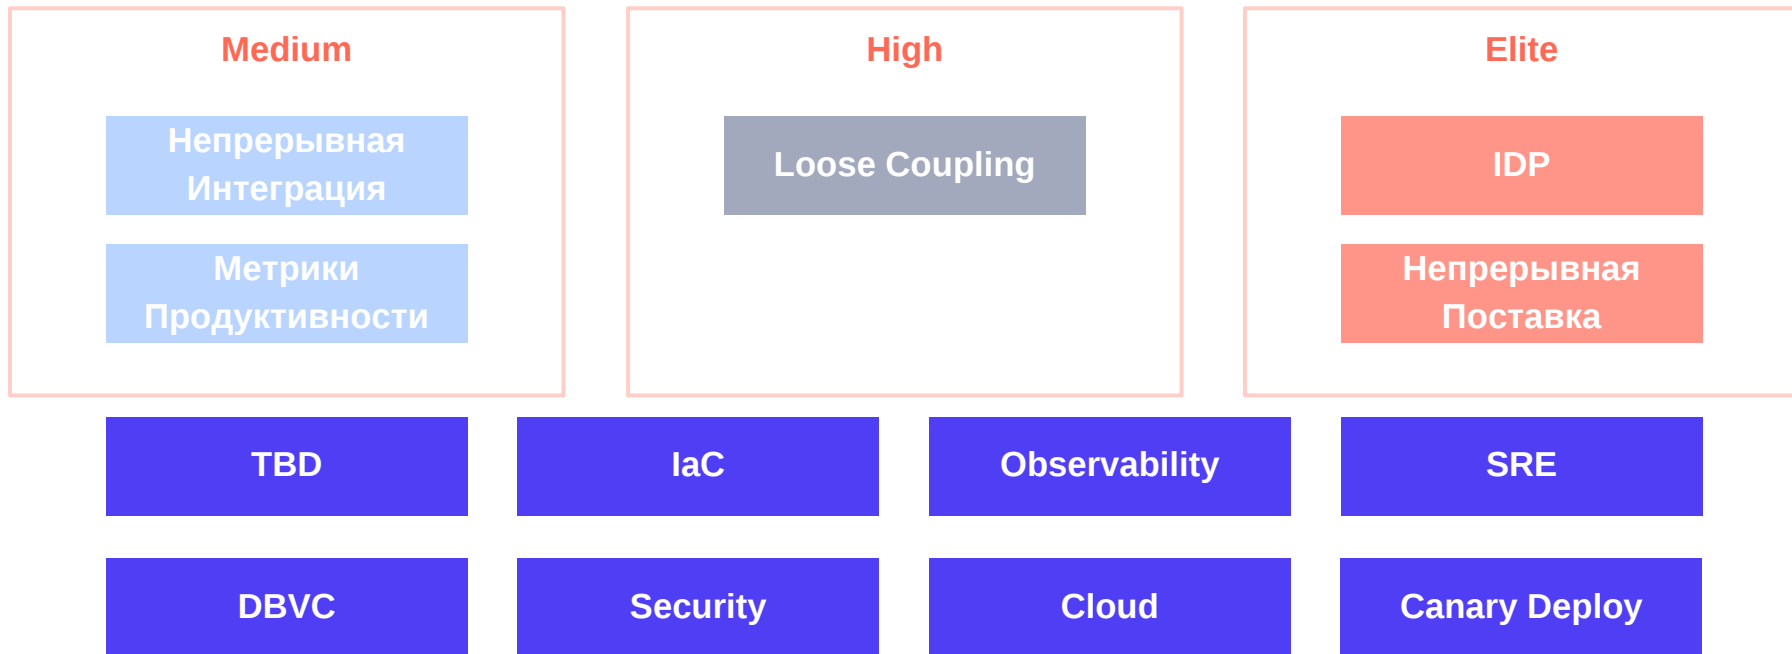 Medium
Непрерывная
Интеграция
Метрики
Продуктивности
High
Loose Coupling
Elite
IDP
Непрерывная
Поставка
TBD
IaC
Observability
SRE
DBVC
Security
Cloud
Canary Deploy